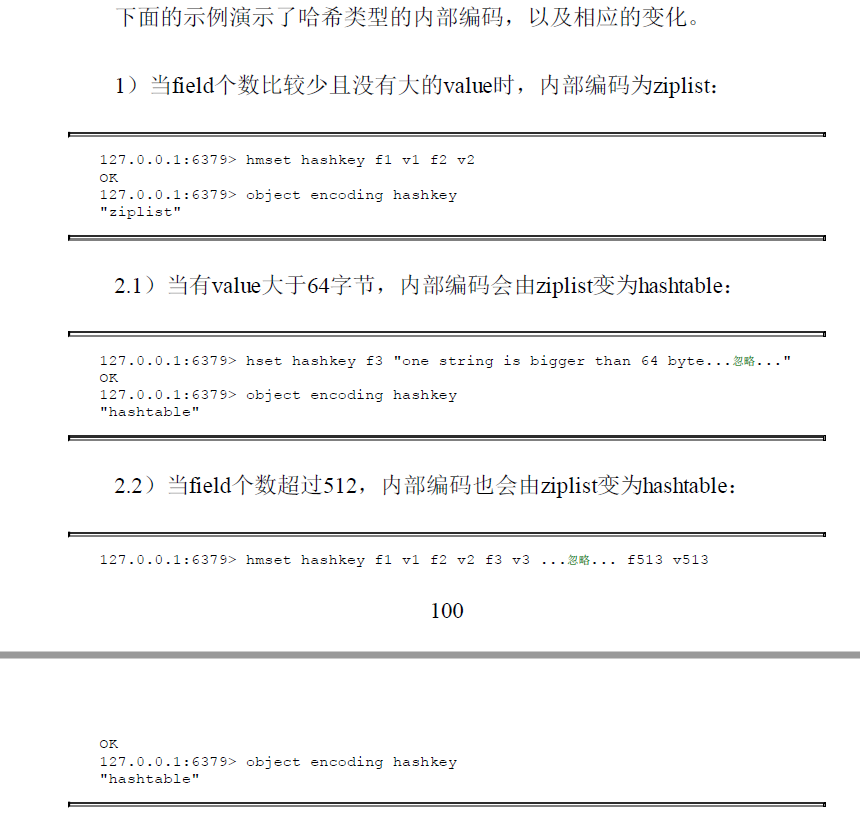 下面的示例演示了哈希类型的内部编码，以及相应的变化。
1）当field个数比较少且没有大的value时，内部编码为ziplist：
127.0.0.1:6379> hmset hashkey f1 v1 f2 v2
OK
127.0.0.1:6379> object encoding hashkey
"ziplist"
2.1）当有value大于64字节，内部编码会由ziplist变为hashtable：
127.0.0.1:6379> hset hashkey f3 "one string is bigger than 64 byte...忽略..."
OK
127.0.0.1:6379> object encoding hashkey
"hashtable"
2.2）当field个数超过512，内部编码也会由ziplist变为hashtable：
127.0.0.1:6379> hmset hashkey f1 v1 f2 v2 f3 v3 ...忽略... f513 v513
100
OK
127.0.0.1:6379> object encoding hashkey
"hashtable"